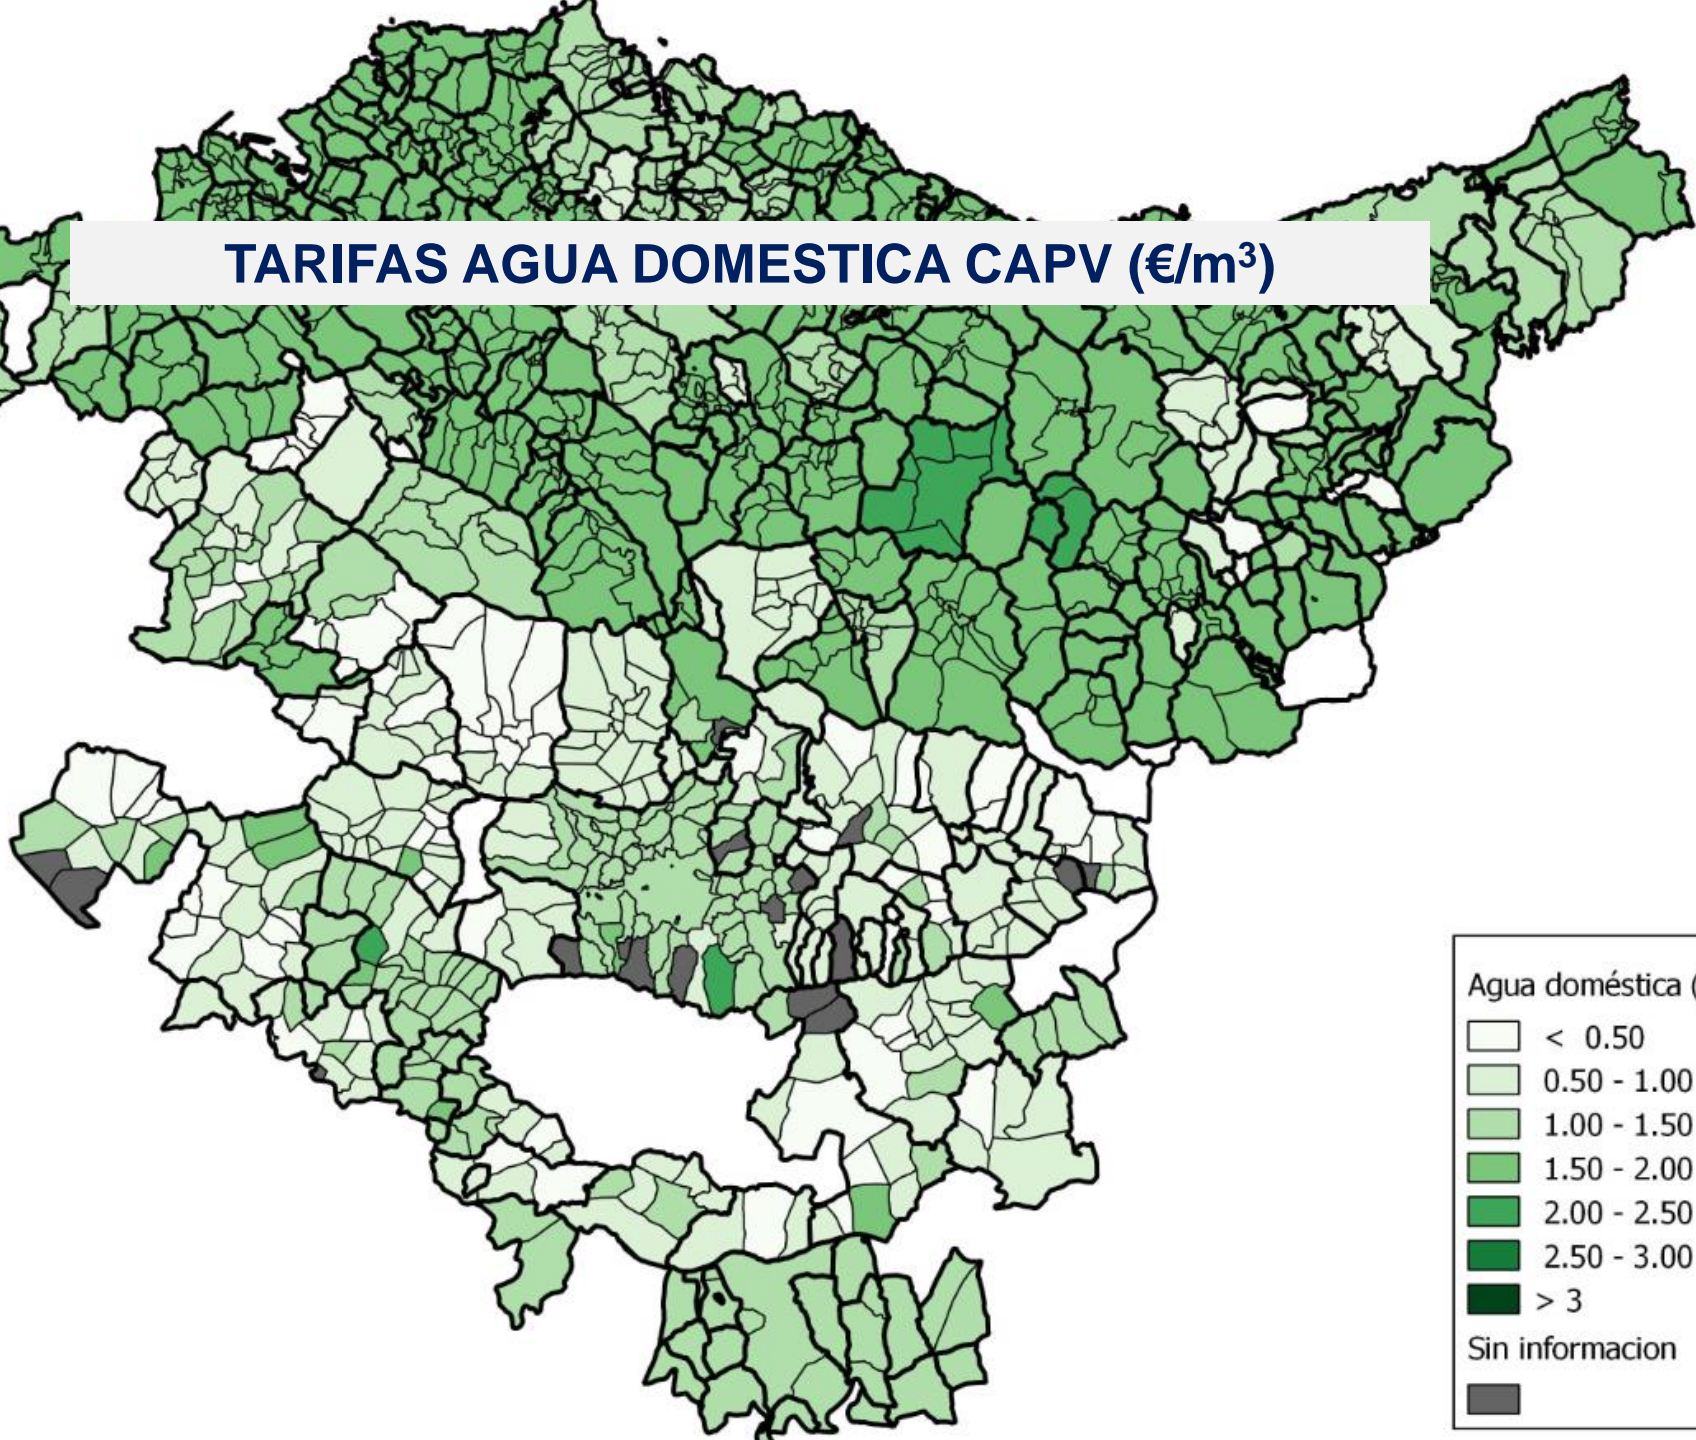 TARIFAS AGUA DOMESTICA CAPV (€/m³)
Agua doméstica (
< 0.50
0.50 - 1.00
1.00 - 1.50
1.50 - 2.00
2.00 - 2.50
2.50 - 3.00
> 3
Sin informacion